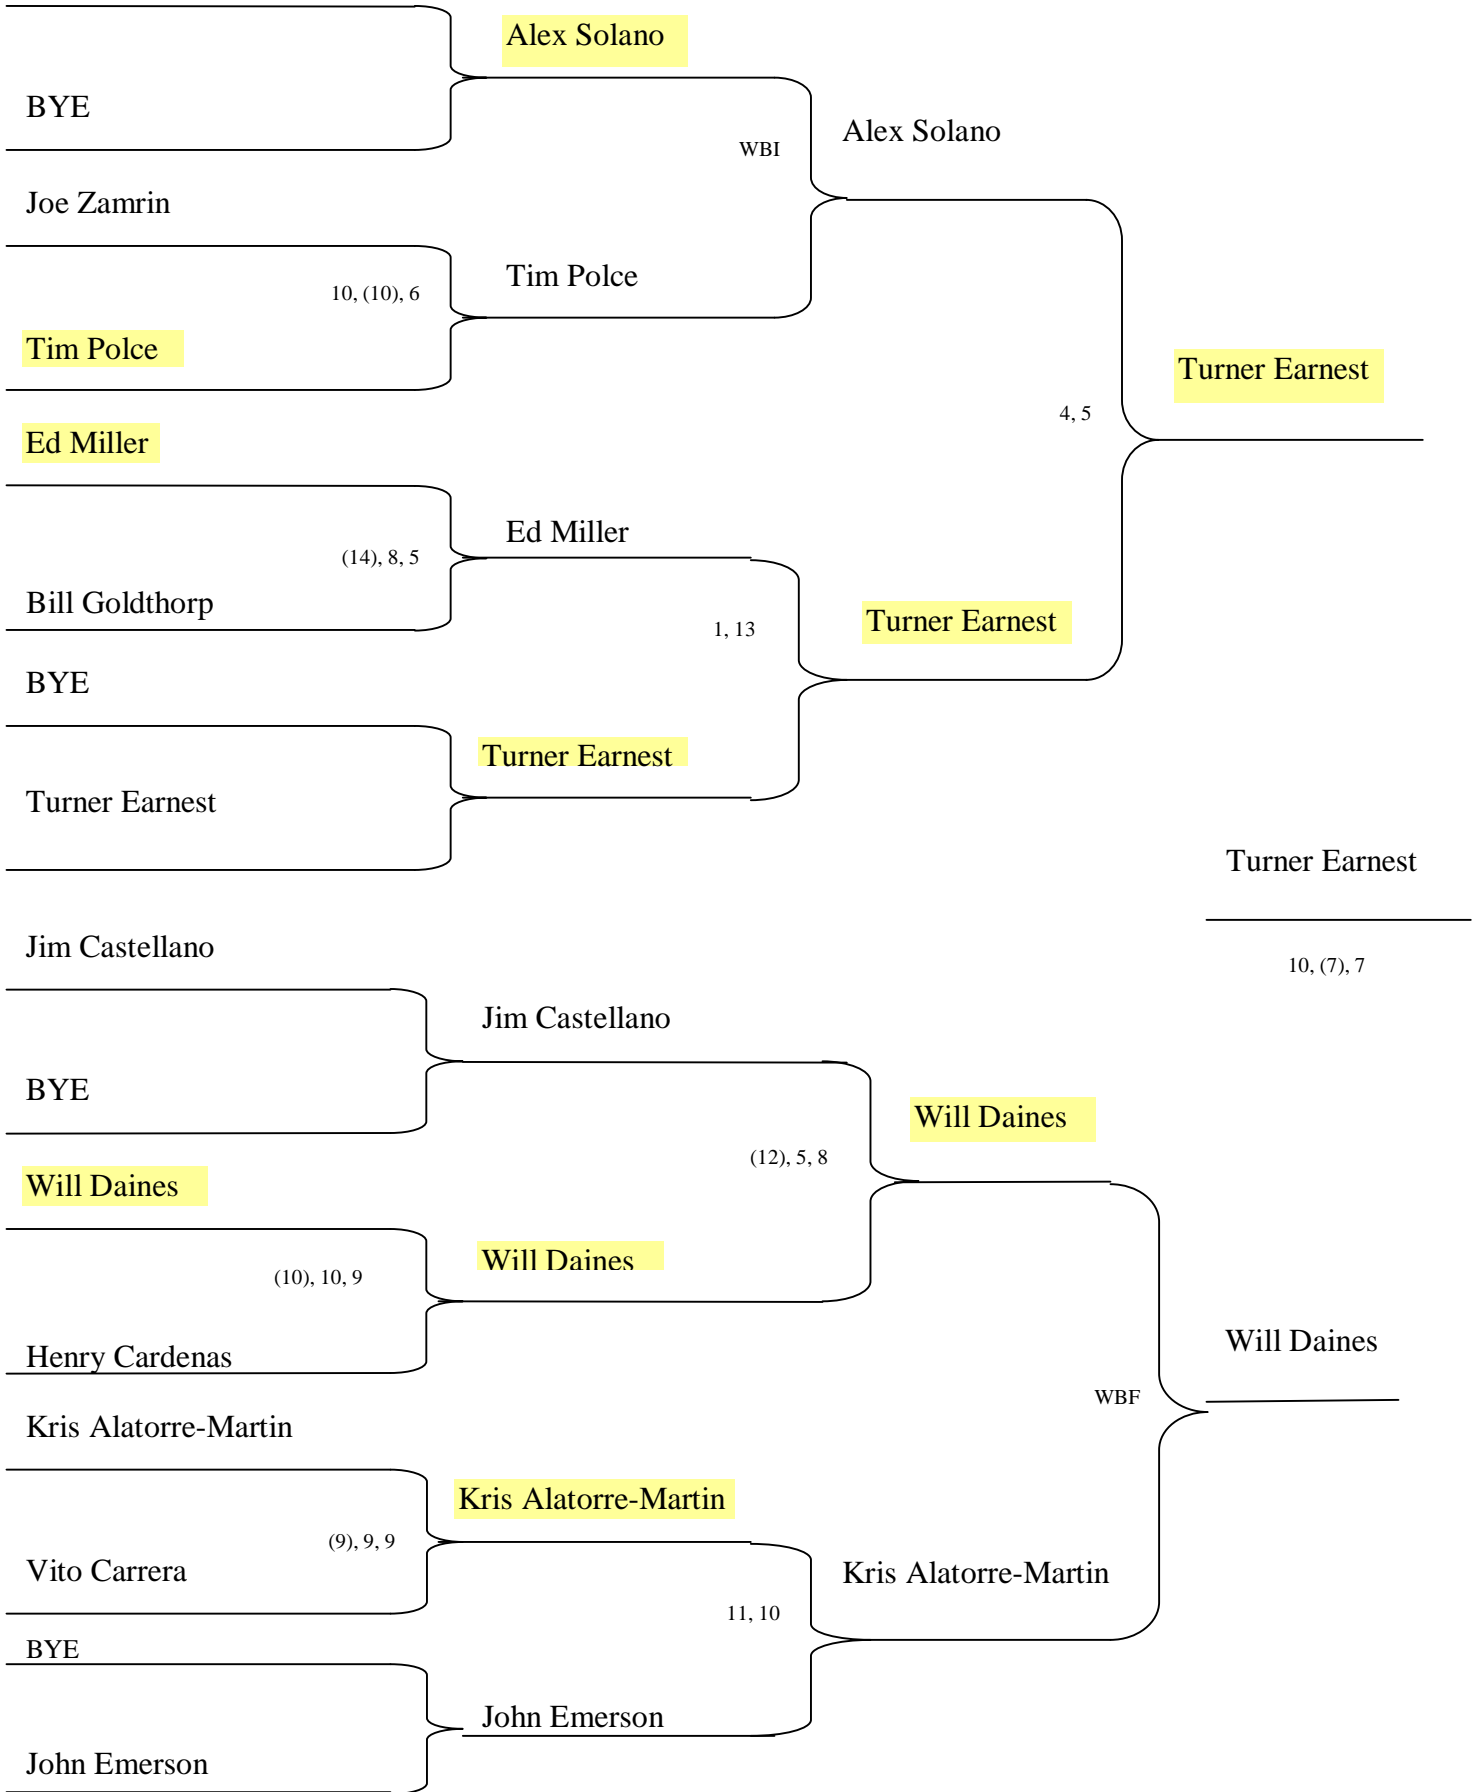 Alex Solano
BYE
Alex Solano
WBI
Joe Zamrin
Tim Polce
10, (10), 6
Tim Polce
Turner Earnest
4, 5
Ed Miller
Ed Miller
(14), 8, 5
Bill Goldthorp
Turner Earnest
1, 13
BYE
Turner Earnest
Turner Earnest
Turner Earnest
Jim Castellano
10, (7), 7
Jim Castellano
BYE
Will Daines
(12), 5, 8
Will Daines
Will Daines
(10), 10, 9
Henry Cardenas
Will Daines
WBF
Kris Alatorre-Martin
Kris Alatorre-Martin
(9), 9, 9
Vito Carrera
Kris Alatorre-Martin
11, 10
BYE
John Emerson
John Emerson